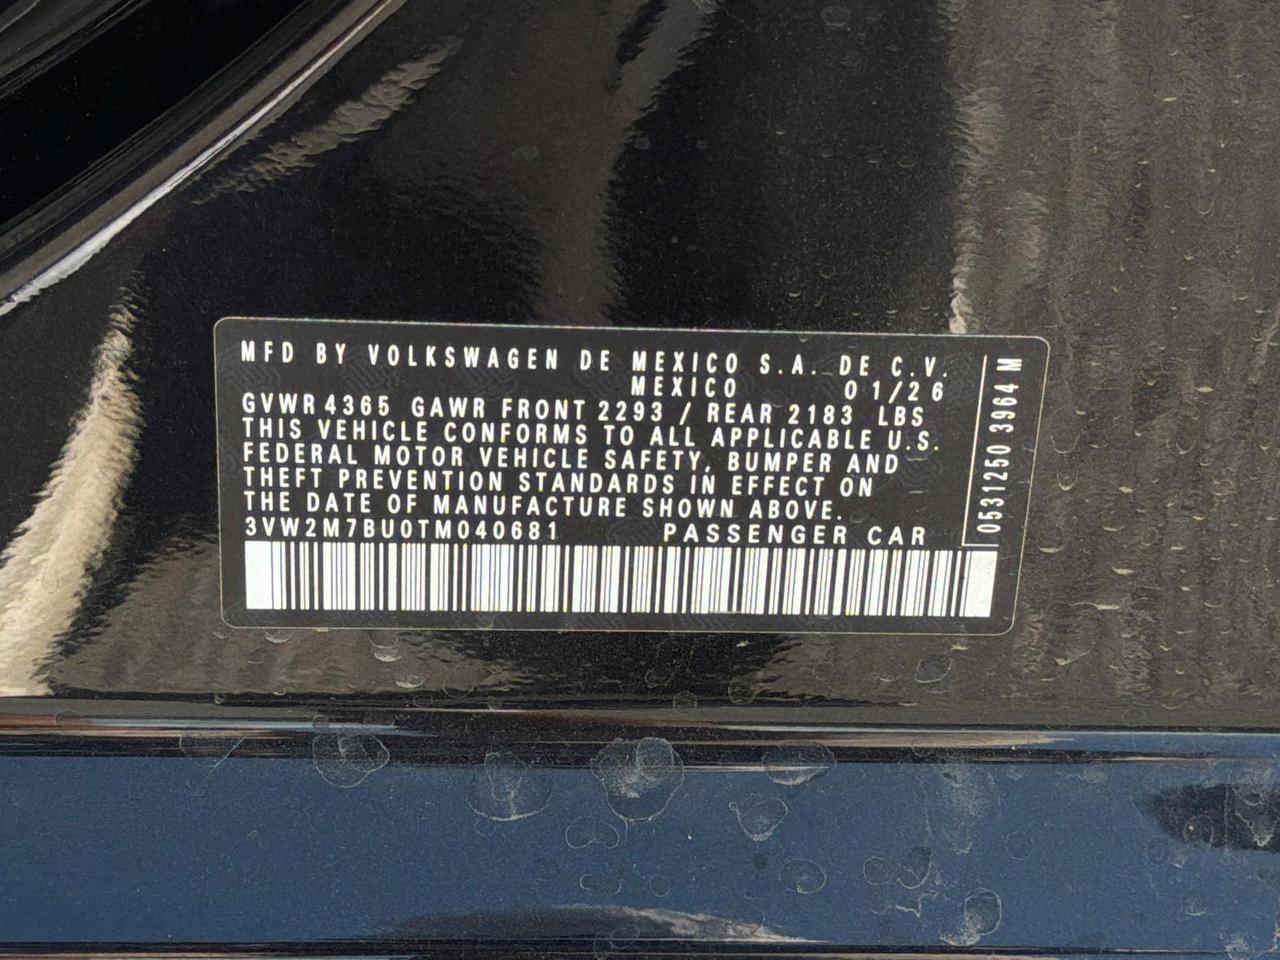 MFD BY VOLKSWAGEN DE MEXICO S.A. DE C.V.
MEXICO 01/26
GVWR 4365 GAWR FRONT 2293 / REAR 2183 LBS
THIS VEHICLE CONFORMS TO ALL APPLICABLE U.S.
FEDERAL MOTOR VEHICLE SAFETY, BUMPER AND
THEFT PREVENTION STANDARDS IN EFFECT ON
THE DATE OF MANUFACTURE SHOWN ABOVE.
3VW2M7BU0TM040681 PASSENGER CAR
0531250 3964 M